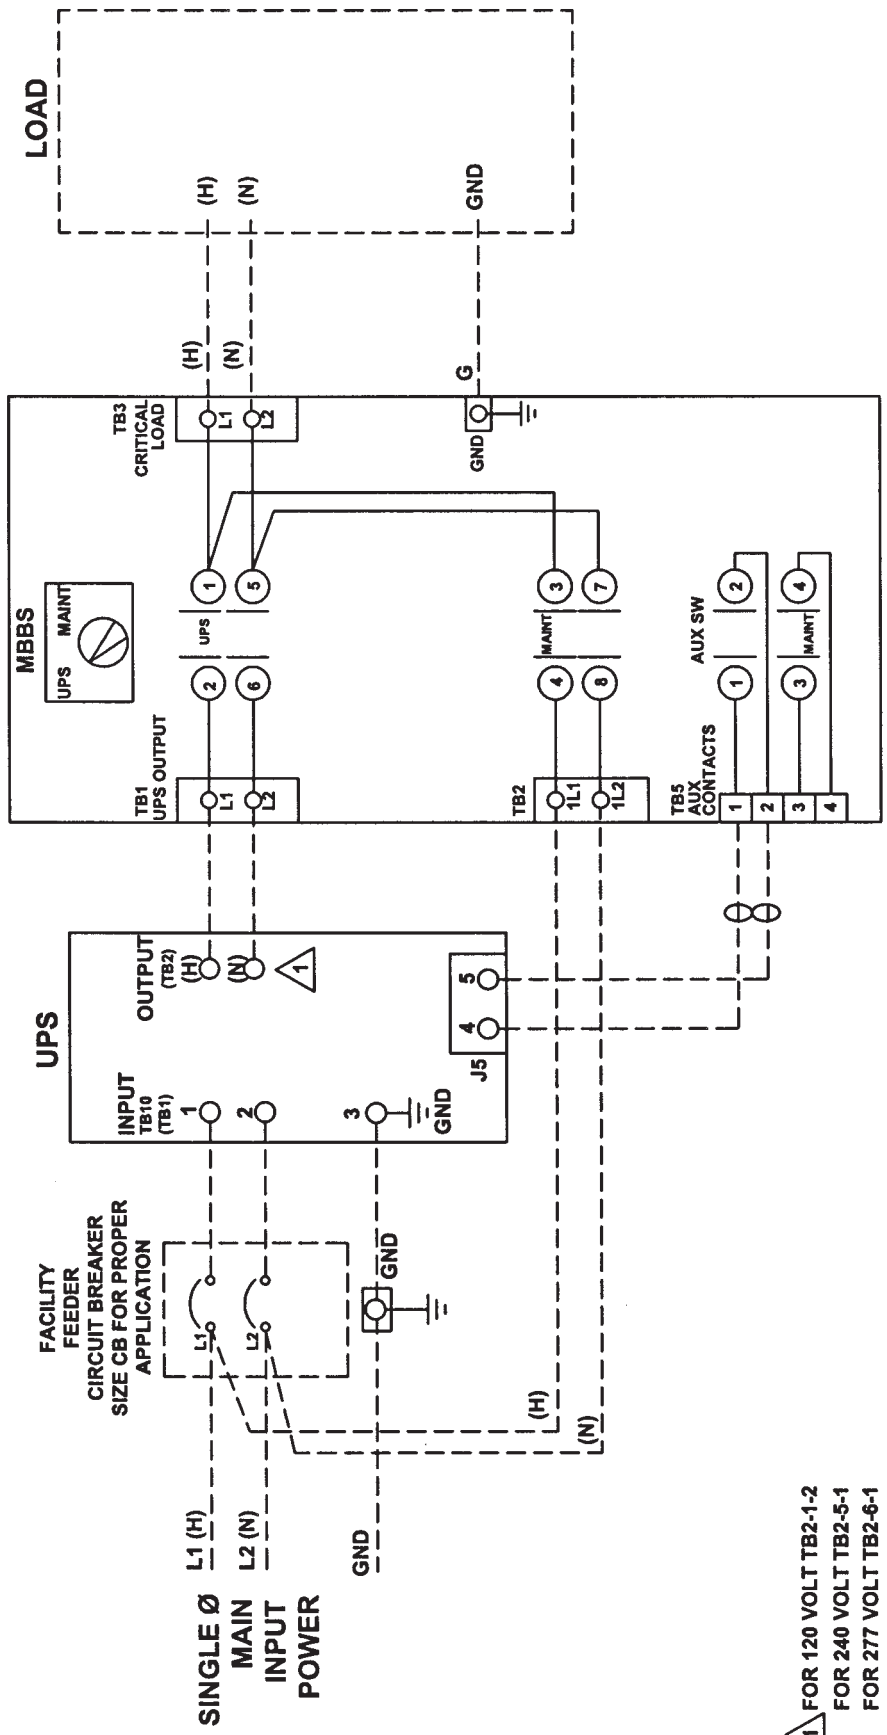 LOAD
(H)
(N)
GND
(H)
(N)
G
MBBS
UPS MAINT
TB3
CRITICAL
LOAD
L1
L2
GND
1
5
UPS
2
6
3
7
MAINT
4
8
2
4
AUX SW
MAINT
1
3
TB1
UPS OUTPUT
L1
L2
TB2
1L1
1L2
TB5
AUX
CONTACTS
1
2
3
4
UPS
OUTPUT
(TB2)
(H)
(N)
1
INPUT
TB10
(TB1)
1
2
3
GND
J5
4
5
FACILITY
FEEDER
CIRCUIT BREAKER
SIZE CB FOR PROPER
APPLICATION
L1
L2
GND
(H)
(N)
SINGLE Ø
MAIN
INPUT
POWER
L1 (H)
L2 (N)
GND
1 FOR 120 VOLT TB2-1-2
FOR 240 VOLT TB2-5-1
FOR 277 VOLT TB2-6-1